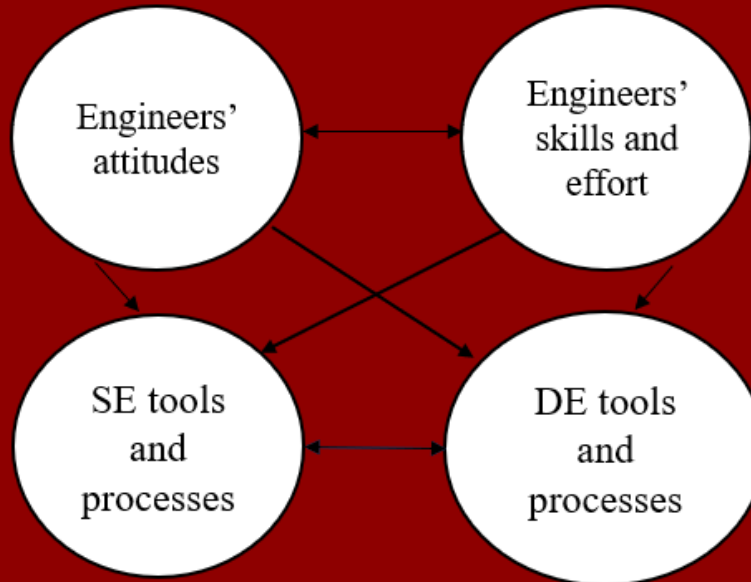 Engineers’
attitudes
Engineers’
skills and
effort
SE tools
and
processes
DE tools
and
processes